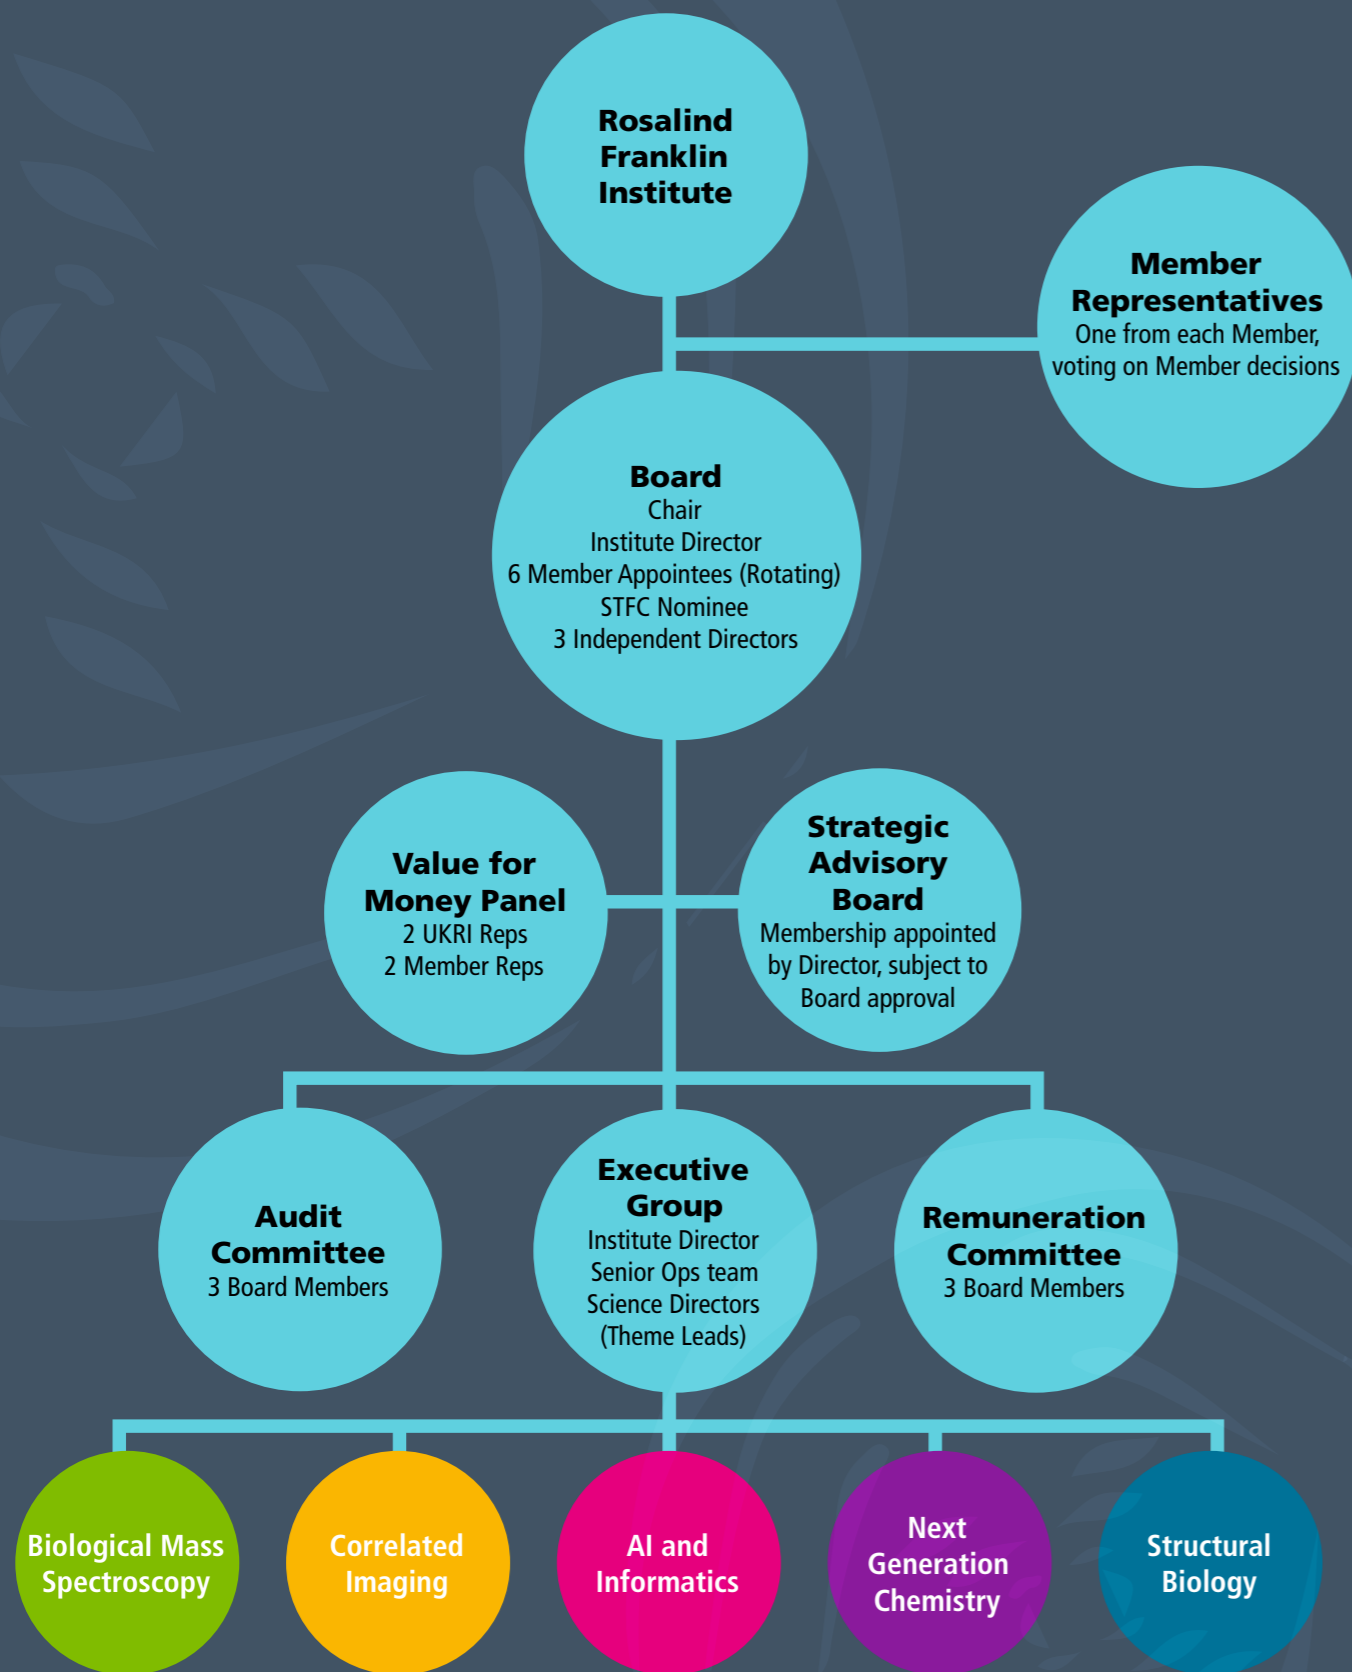 Rosalind
Franklin
Institute
Member
Representatives
One from each Member,
voting on Member decisions
Board
Chair
Institute Director
6 Member Appointees (Rotating)
STFC Nominee
3 Independent Directors
Value for
Money Panel
2 UKRI Reps
2 Member Reps
Strategic
Advisory
Board
Membership appointed
by Director, subject to
Board approval
Audit
Committee
3 Board Members
Executive
Group
Institute Director
Senior Ops team
Science Directors
(Theme Leads)
Remuneration
Committee
3 Board Members
Biological Mass
Spectroscopy
Correlated
Imaging
AI and
Informatics
Next
Generation
Chemistry
Structural
Biology